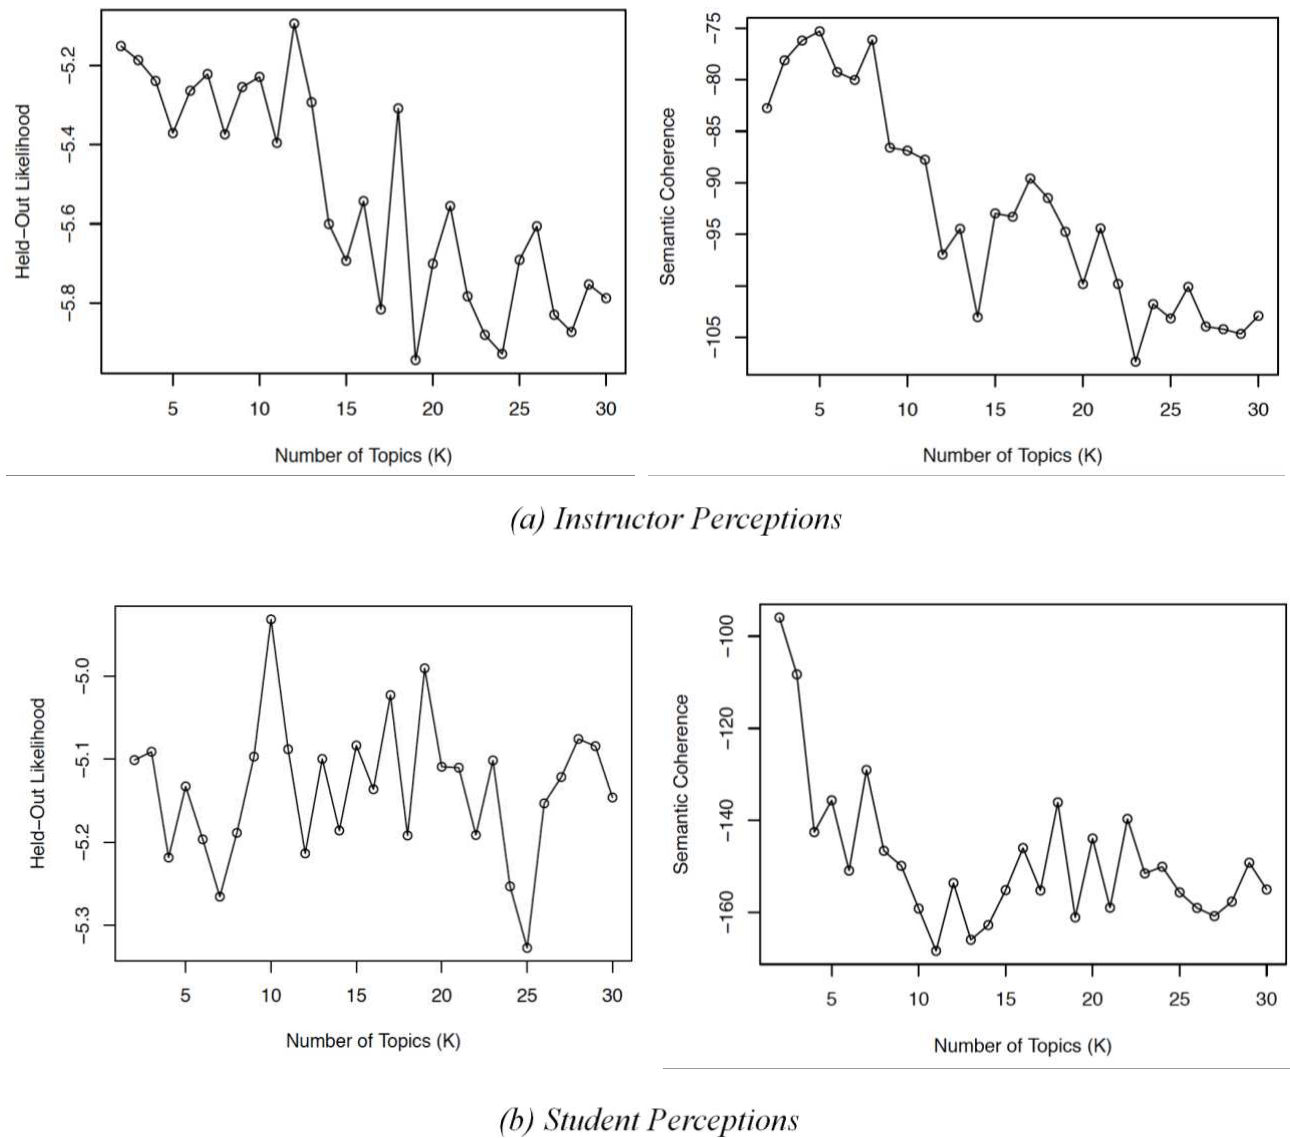 Held−Out Likelihood
−5.2
−5.4
−5.6
−5.8
5 10 15 20 25 30
Number of Topics (K)
Semantic Coherence
−75
−80
−85
−90
−95
−105
5 10 15 20 25 30
Number of Topics (K)
(a) Instructor Perceptions
Held−Out Likelihood
−5.0
−5.1
−5.2
−5.3
5 10 15 20 25 30
Number of Topics (K)
Semantic Coherence
−100
−120
−140
−160
5 10 15 20 25 30
Number of Topics (K)
(b) Student Perceptions